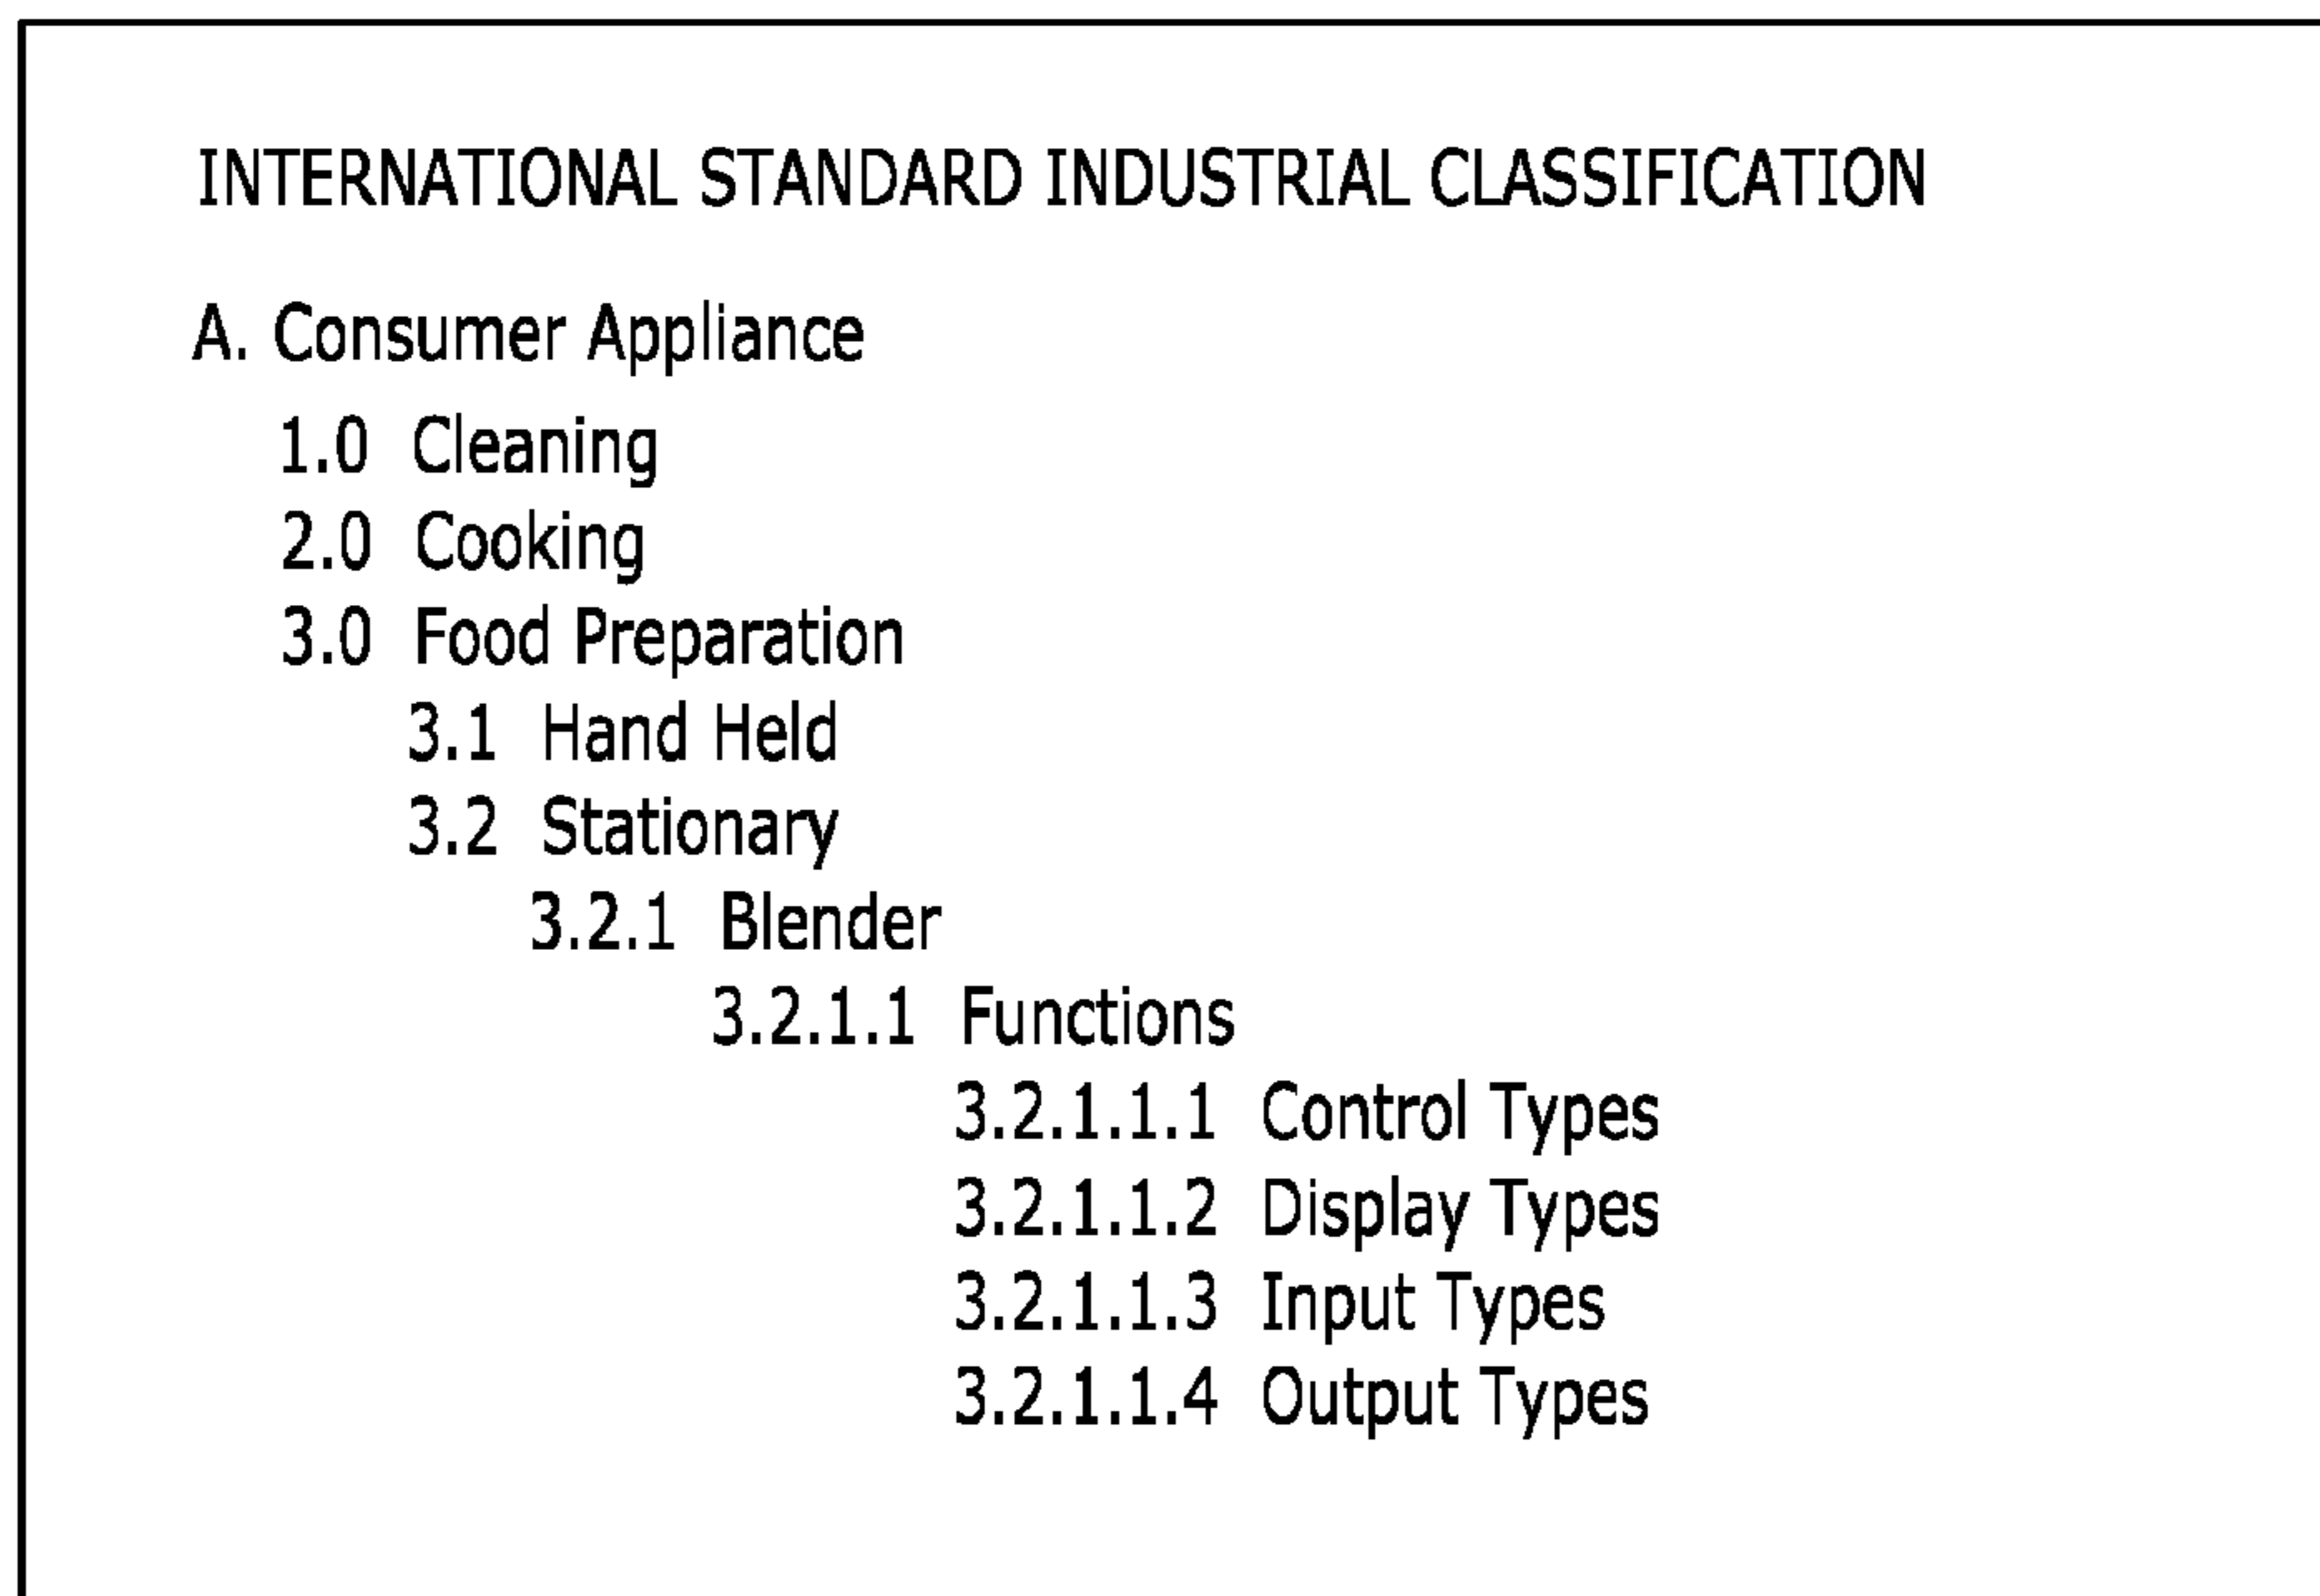 INTERNATIONAL STANDARD INDUSTRIAL CLASSIFICATION
A. Consumer Appliance
1.0 Cleaning
2.0 Cooking
3.0 Food Preparation
3.1 Hand Held
3.2 Stationary
3.2.1 Blender
3.2.1.1 Functions
3.2.1.1.1 Control Types
3.2.1.1.2 Display Types
3.2.1.1.3 Input Types
3.2.1.1.4 Output Types